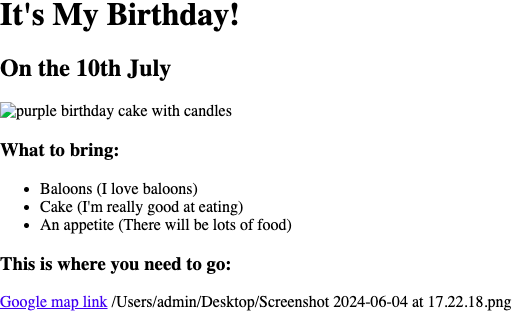 It's My Birthday!
On the 10th July
purple birthday cake with candles
What to bring:
Baloons (I love baloons)
Cake (I'm really good at eating)
An appetite (There will be lots of food)
This is where you need to go:
Google map link /Users/admin/Desktop/Screenshot 2024-06-04 at 17.22.18.png